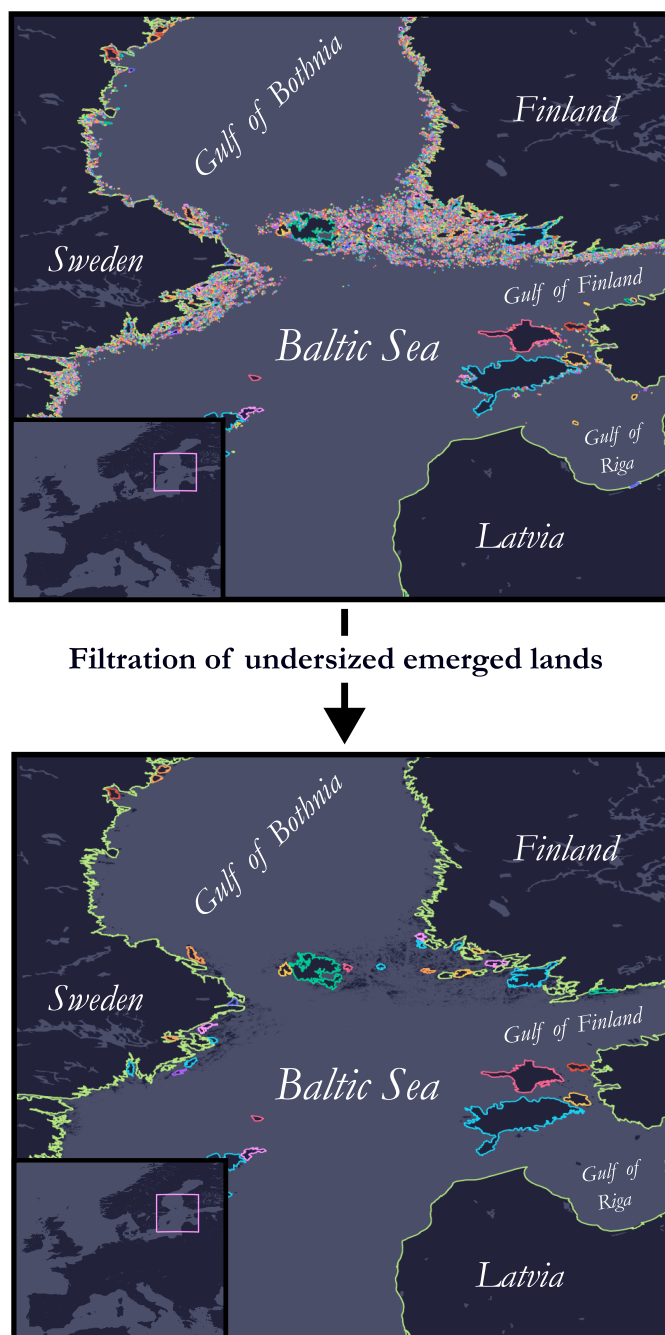 Gulf of Bothnia
Finland
Sweden
Gulf of Finland
Baltic Sea
Gulf of
Riga
Latvia
Filtration of undersized emerged lands
Gulf of Bothnia
Finland
Sweden
Gulf of Finland
Baltic Sea
Gulf of
Riga
Latvia